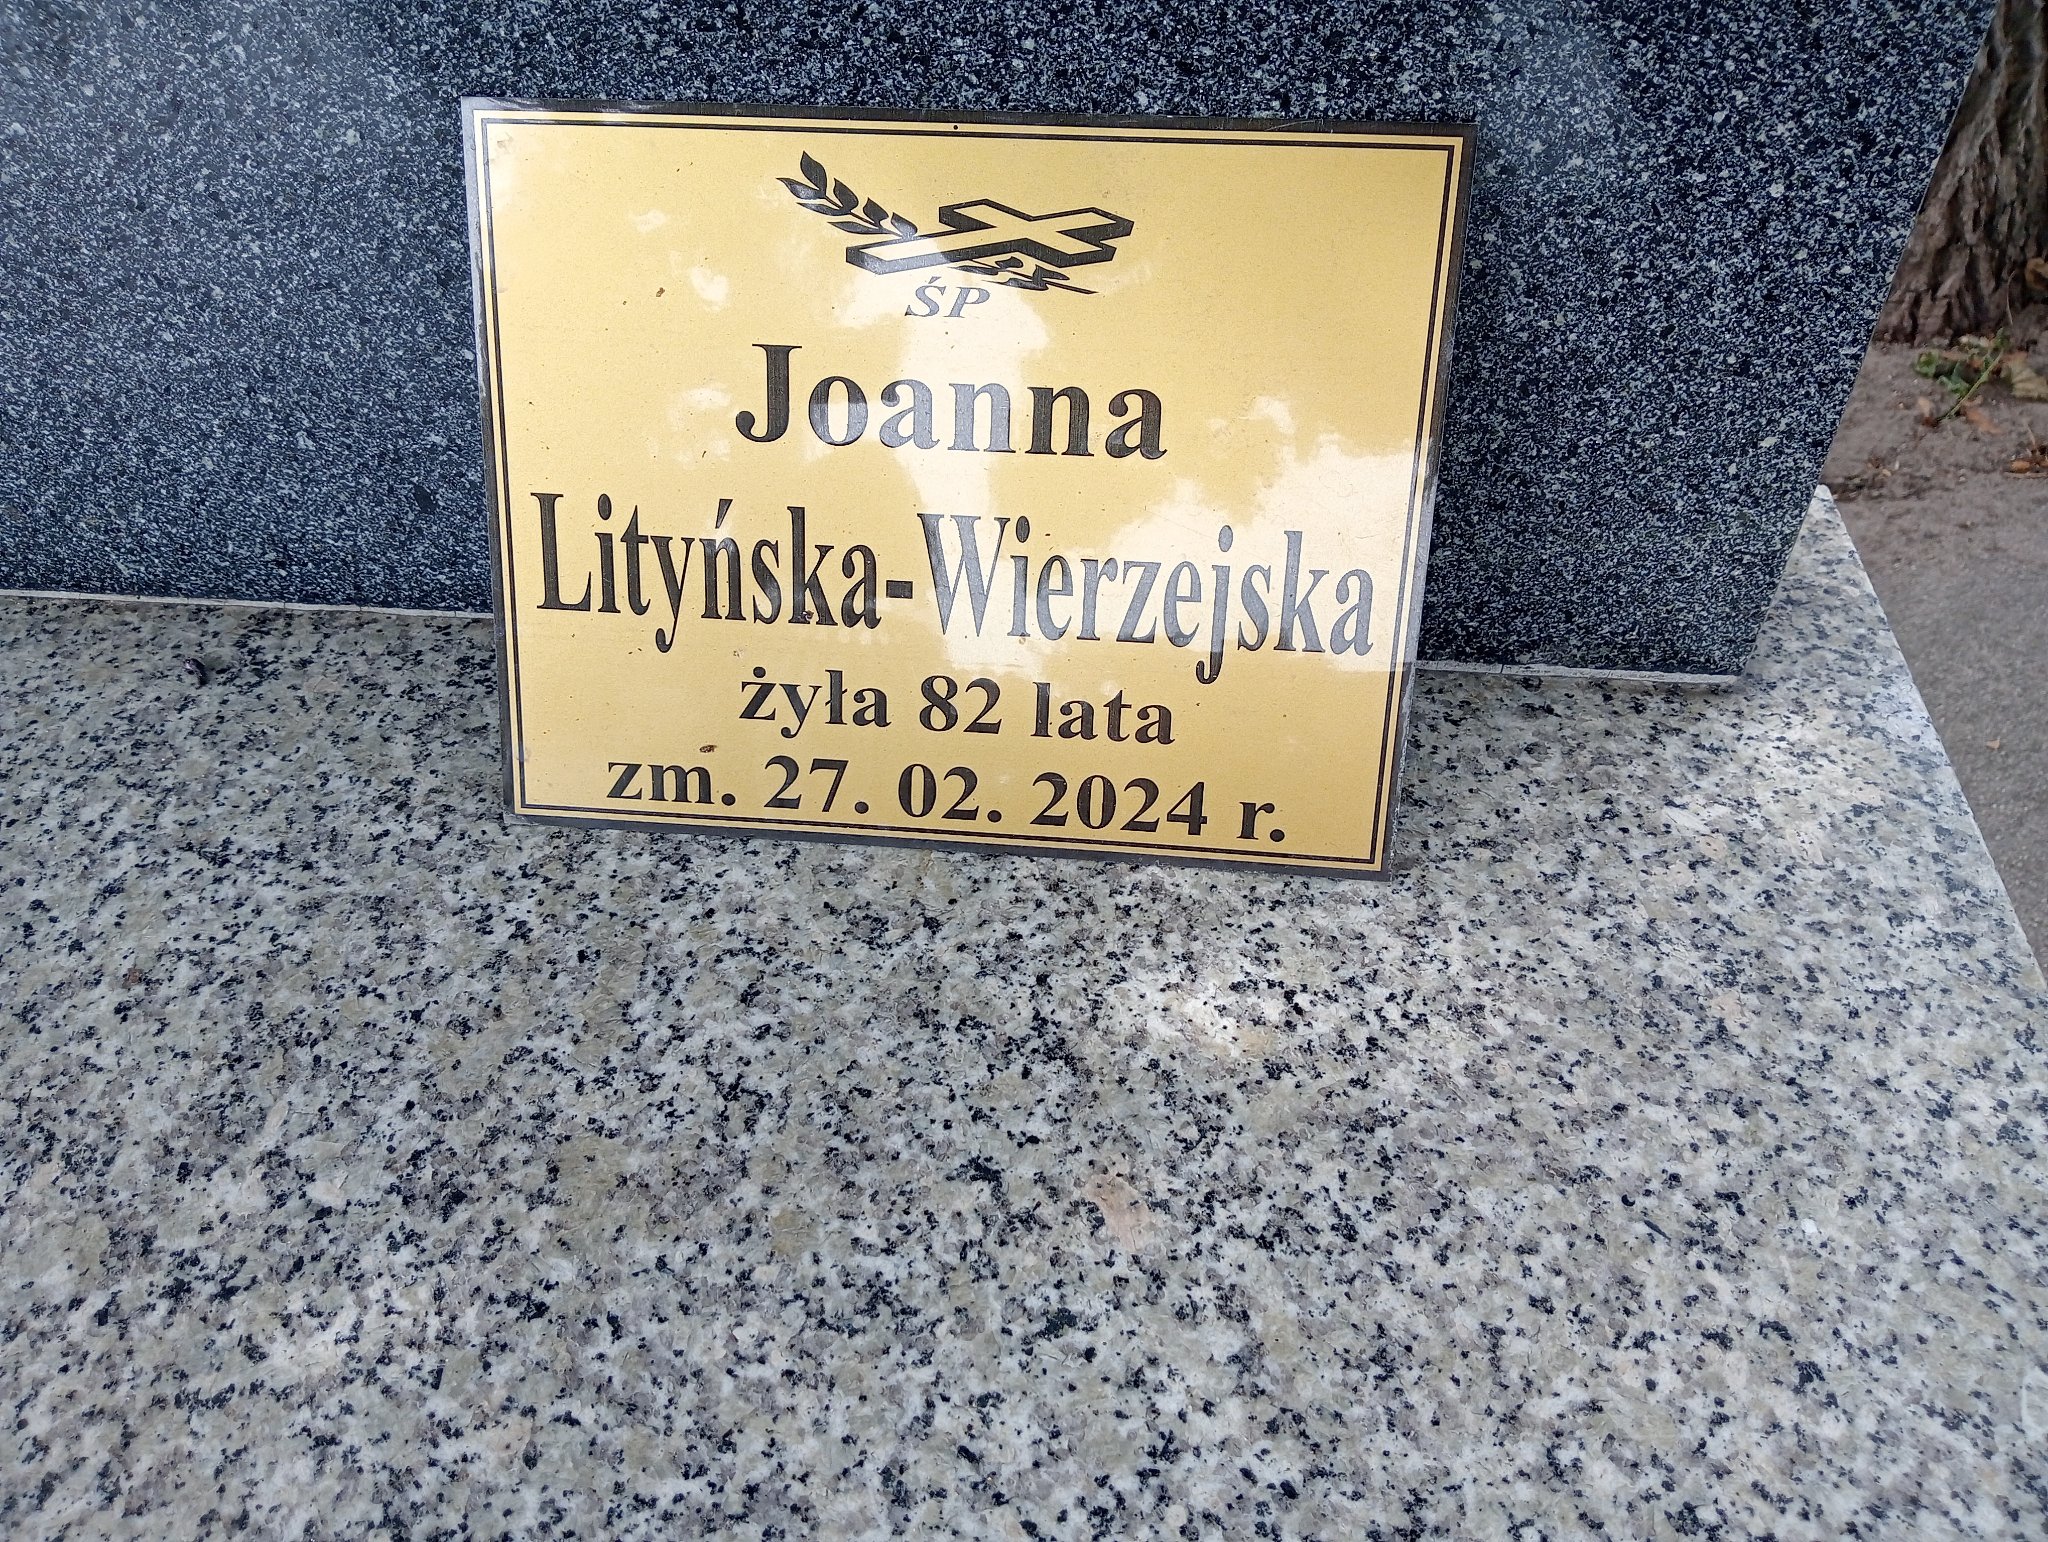 ŚP
Joanna
Lityńska-Wierzejska
żyła 82 lata
zm. 27. 02. 2024 r.